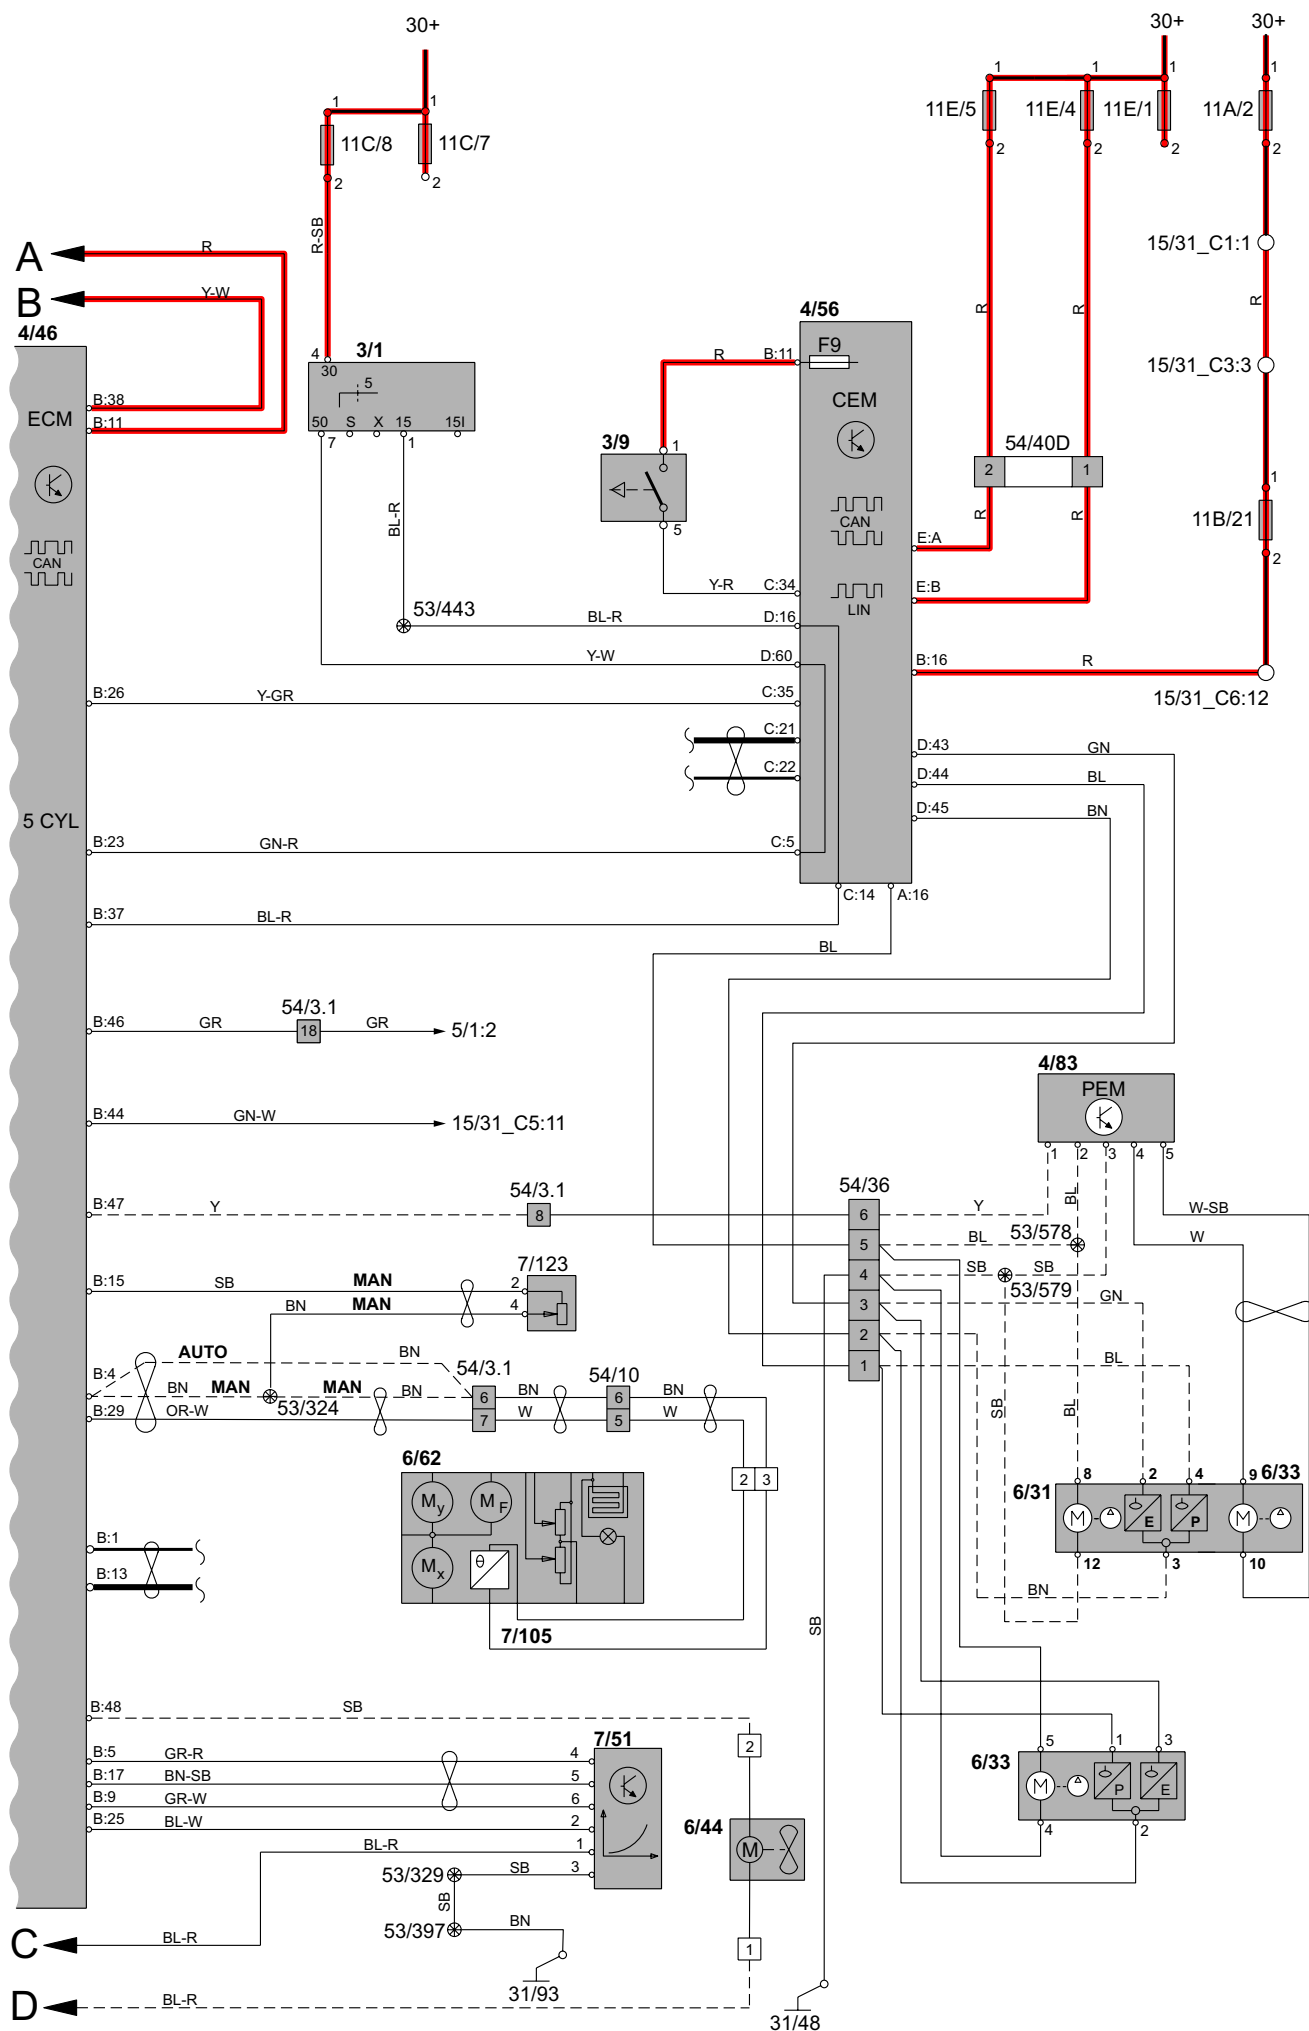 30+
30+
30+
1
1
11C/8
11C/7
2
2
1
1
1
1
11E/5
11E/4
11E/1
11A/2
2
2
2
2
R-SB
15/31_C1:1
A
R
B
Y-W
R
R
R
4/46
4/56
4
3/1
30
5
50
S
X
15
15I
7
1
R
B:11
F9
15/31_C3:3
B:38
ECM
B:11
CEM
3/9
1
5
54/40D
2
1
1
11B/21
2
BL-R
R
R
CAN
CAN
E:A
LIN
E:B
Y-R
C:34
53/443
BL-R
D:16
Y-W
D:60
B:16
R
15/31_C6:12
B:26
Y-GR
C:35
C:21
C:22
D:43
GN
D:44
BL
D:45
BN
5 CYL
B:23
GN-R
C:5
C:14
A:16
B:37
BL-R
BL
54/3.1
B:46
GR
18
GR
5/1:2
4/83
PEM
B:44
GN-W
15/31_C5:11
1
2
3
4
5
54/3.1
54/36
B:47
Y
8
6
Y
BL
W-SB
5
BL
53/578
W
7/123
B:15
SB
MAN
2
4
SB
SB
53/579
BN
MAN
4
3
GN
2
AUTO
BN
54/3.1
54/10
1
BL
B:4
BN
MAN
MAN
BN
6
BN
6
BN
53/324
B:29
OR-W
7
W
5
W
SB
BL
6/62
2
3
8
2
4
9
6/33
6/31
My
MF
M
E
P
M
B:1
Mx
θ
12
3
10
B:13
BN
SB
7/105
B:48
SB
7/51
2
5
1
3
B:5
GR-R
4
6/33
B:17
BN-SB
5
M
P
E
B:9
GR-W
6
B:25
BL-W
2
6/44
M
4
2
BL-R
1
53/329
SB
3
SB
53/397
BN
C
BL-R
1
31/93
D
BL-R
31/48